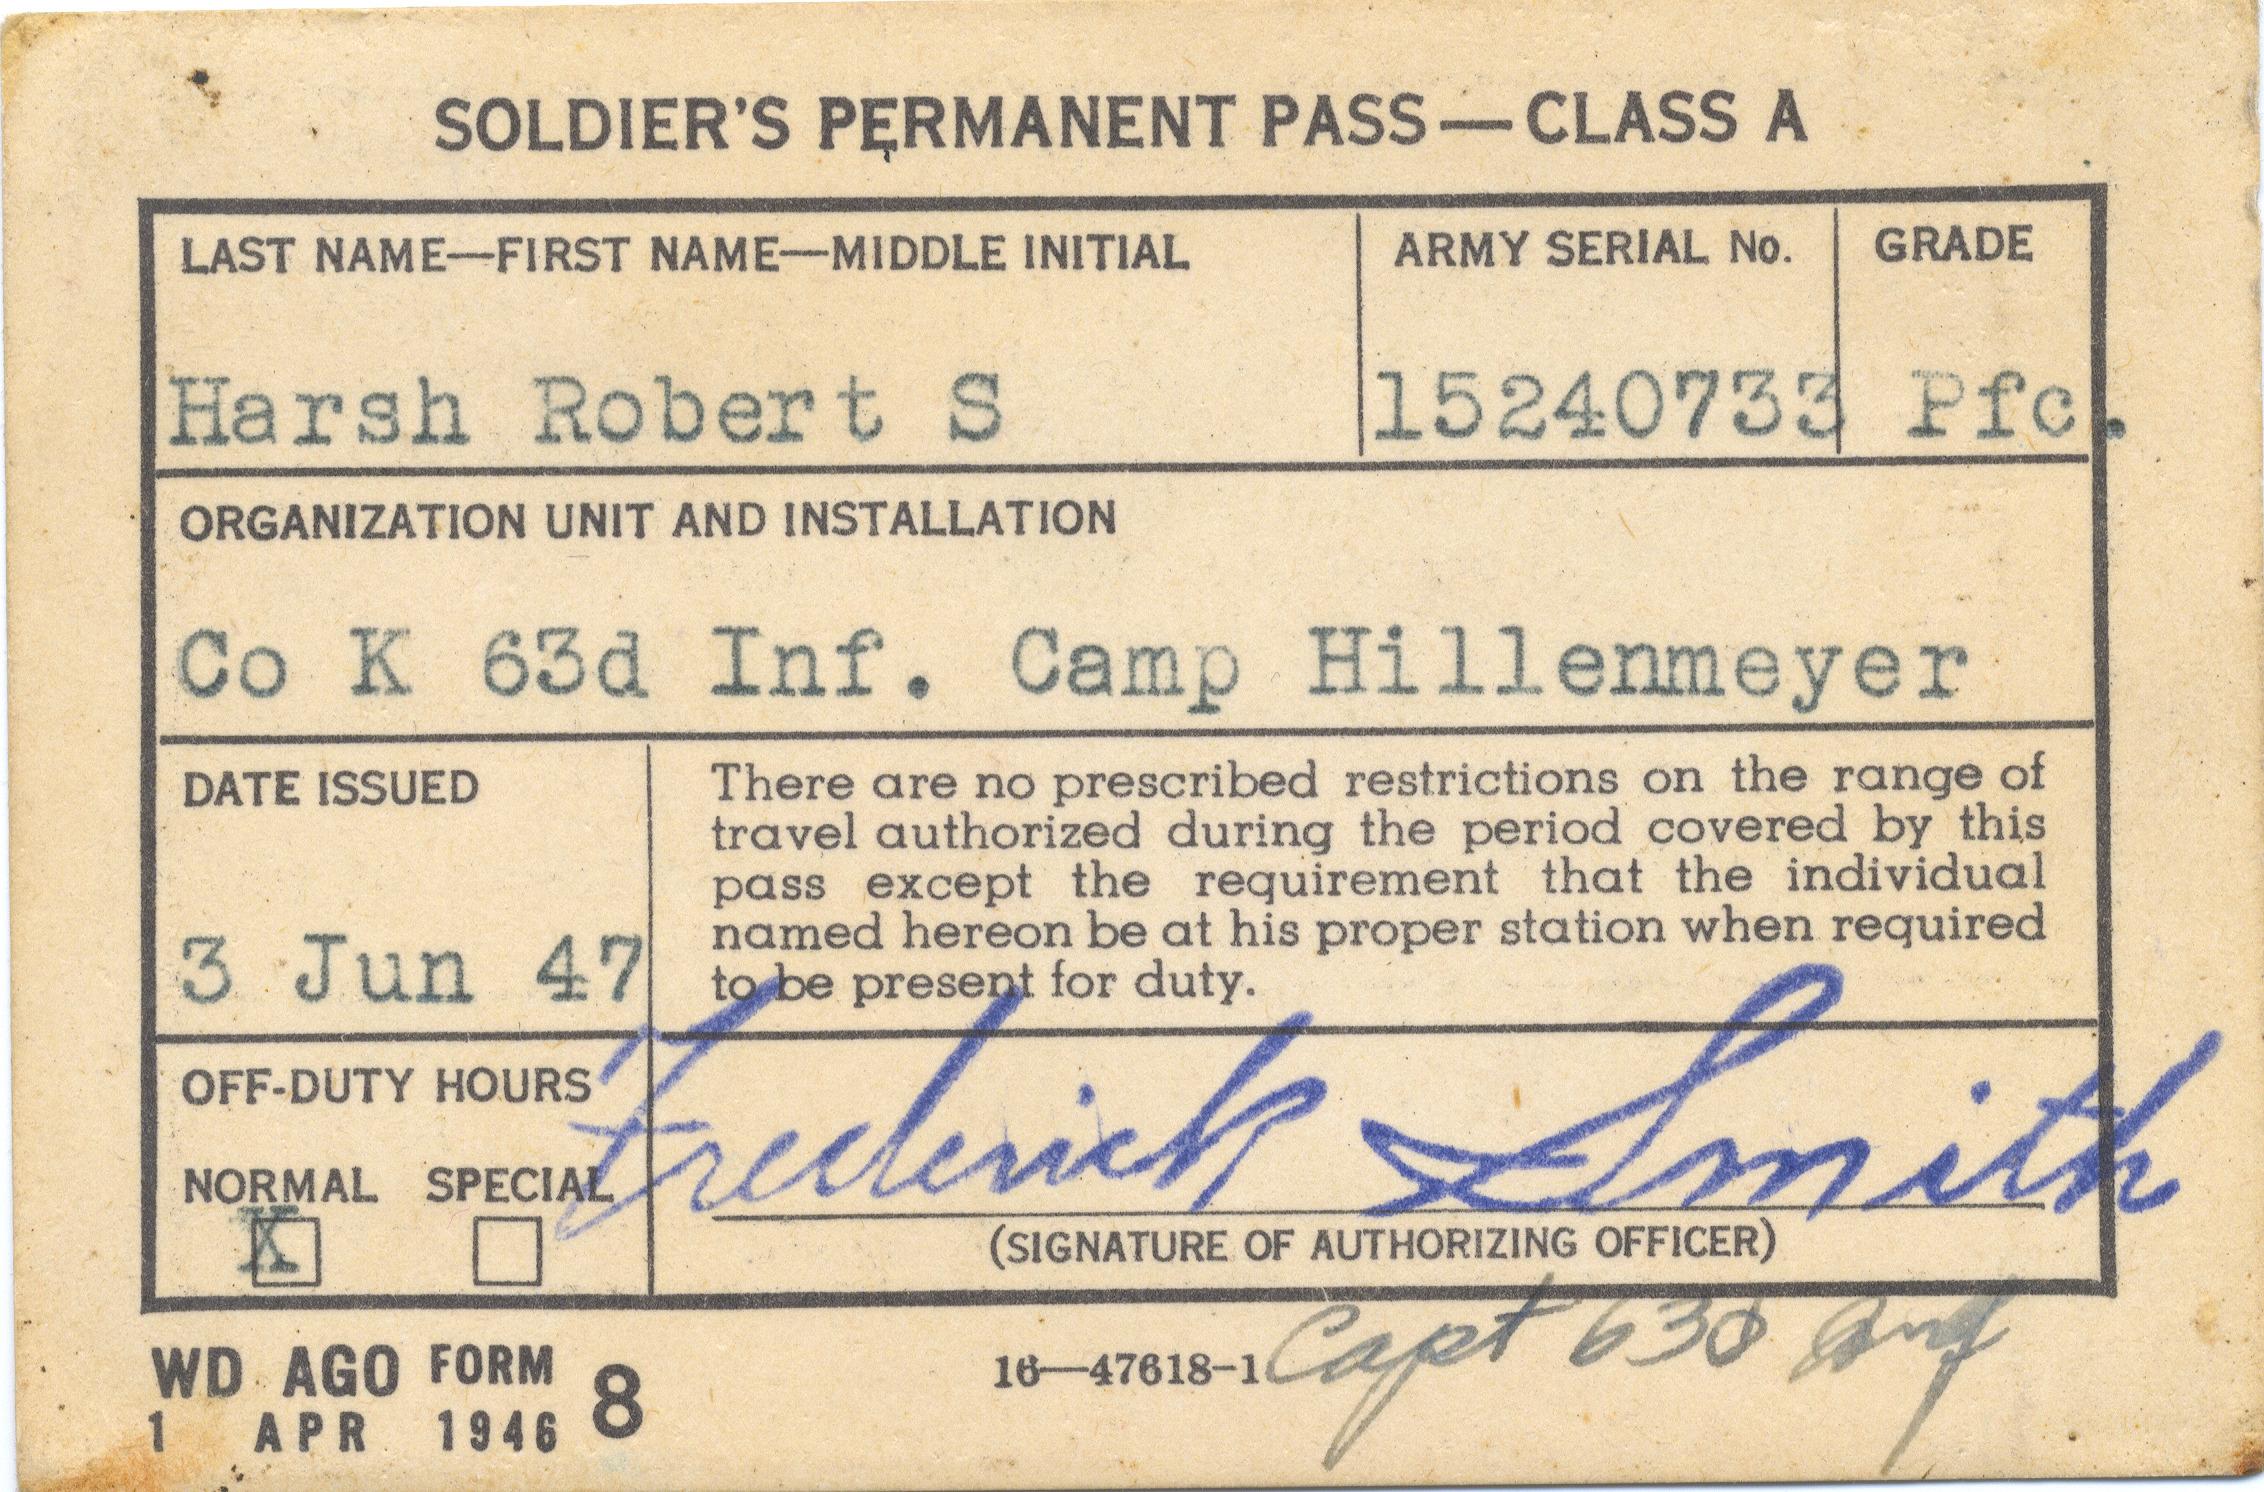 SOLDIER'S PERMANENT PASS—CLASS A
LAST NAME—FIRST NAME—MIDDLE INITIAL
ARMY SERIAL No.
GRADE
Harsh Robert S
15240733
Pfc.
ORGANIZATION UNIT AND INSTALLATION
Co K 63d Inf. Camp Hillenmeyer
DATE ISSUED
3 Jun 47
There are no prescribed restrictions on the range of
travel authorized during the period covered by this
pass except the requirement that the individual
named hereon be at his proper station when required
to be present for duty.
OFF-DUTY HOURS
NORMAL SPECIAL
X
Frederick Smith
(SIGNATURE OF AUTHORIZING OFFICER)
Capt 63d Inf
WD AGO FORM 8
1 APR 1946
16—47618-1